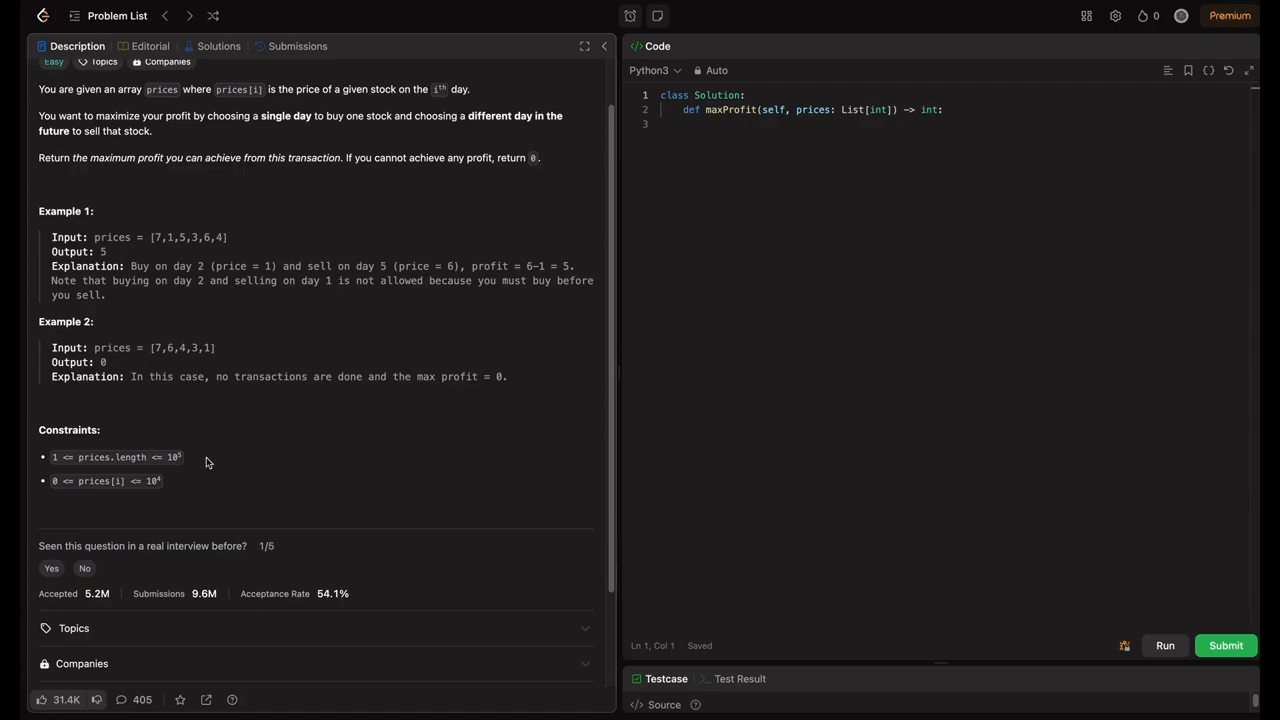 Problem List
0
Premium
Description
Editorial
Solutions
Submissions
Easy
Topics
Companies
You are given an array prices where prices[i] is the price of a given stock on the ith day.
You want to maximize your profit by choosing a single day to buy one stock and choosing a different day in the
future to sell that stock.
Return the maximum profit you can achieve from this transaction. If you cannot achieve any profit, return 0.
Example 1:
Input: prices = [7,1,5,3,6,4]
Output: 5
Explanation: Buy on day 2 (price = 1) and sell on day 5 (price = 6), profit = 6-1 = 5.
Note that buying on day 2 and selling on day 1 is not allowed because you must buy before
you sell.
Example 2:
Input: prices = [7,6,4,3,1]
Output: 0
Explanation: In this case, no transactions are done and the max profit = 0.
Constraints:
• 1 <= prices.length <= 10⁵
• 0 <= prices[i] <= 10⁴
Seen this question in a real interview before? 1/5
Yes No
Accepted 5.2M | Submissions 9.6M | Acceptance Rate 54.1%
Topics
Companies
31.4K
405
</> Code
Python3
Auto
1 class Solution:
2 def maxProfit(self, prices: List[int]) -> int:
3
Ln 1, Col 1 | Saved
Run
Submit
Testcase | >_ Test Result
</> Source